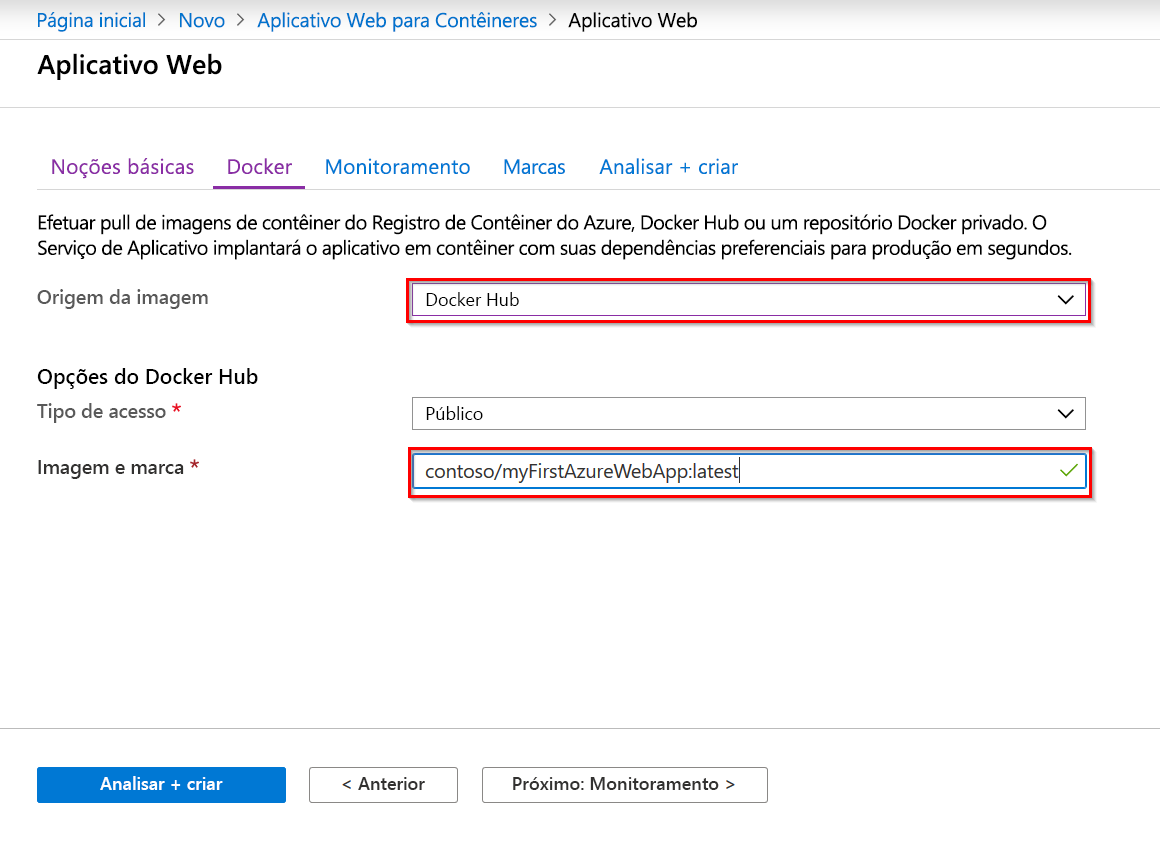 Página inicial > Novo > Aplicativo Web para Contêineres > Aplicativo Web
Aplicativo Web
Noções básicas Docker Monitoramento Marcas Analisar + criar
Efetuar pull de imagens de contêiner do Registro de Contêiner do Azure, Docker Hub ou um repositório Docker privado. O
Serviço de Aplicativo implantará o aplicativo em contêiner com suas dependências preferenciais para produção em segundos.
Origem da imagem Docker Hub
Opções do Docker Hub
Tipo de acesso * Público
Imagem e marca * contoso/myFirstAzureWebApp:latest
Analisar + criar < Anterior Próximo: Monitoramento >